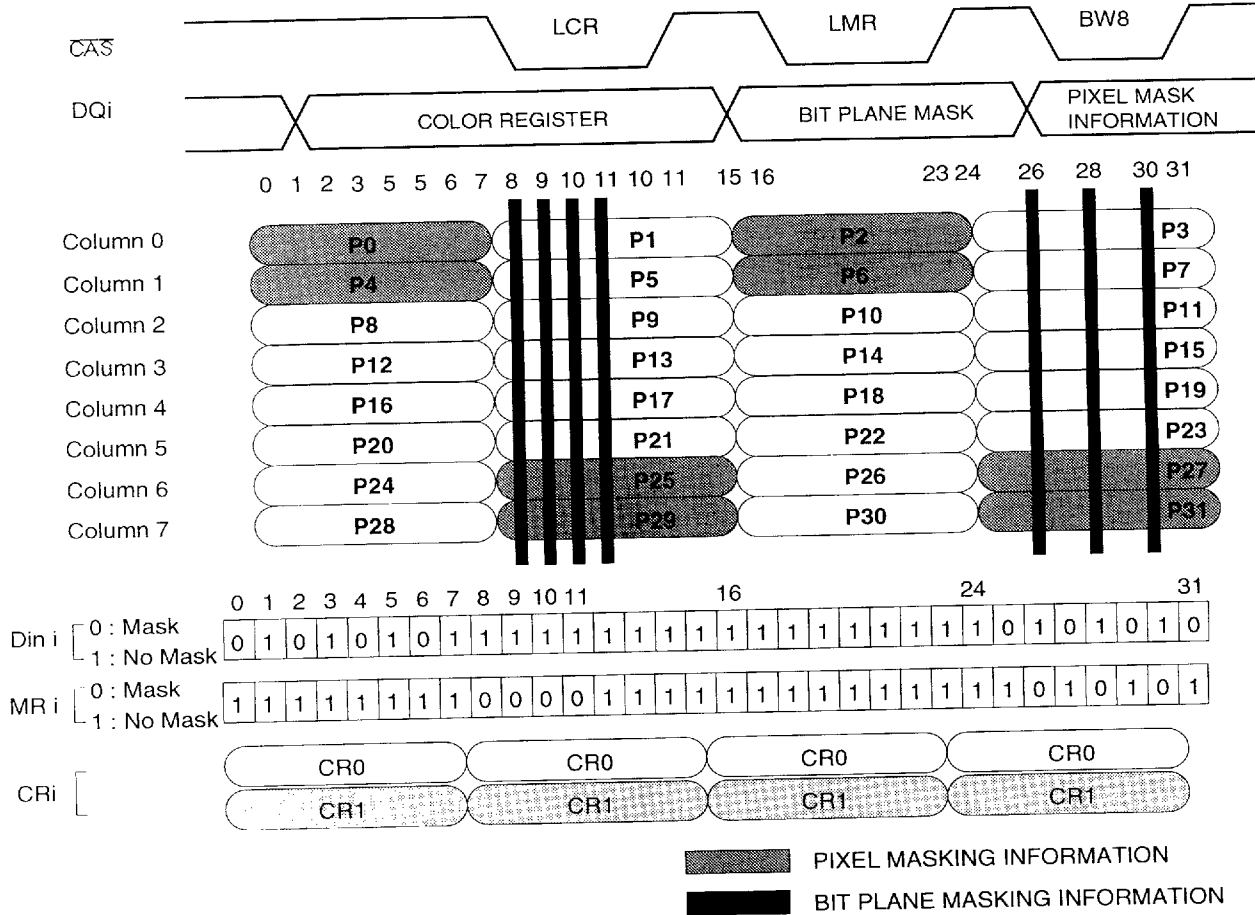 CAS LCR LMR BW8
DQi COLOR REGISTER BIT PLANE MASK PIXEL MASK
INFORMATION
0 1 2 3 5 5 6 7 8 9 10 11 10 11 15 16 23 24 26 28 30 31
Column 0 P0 P1 P2 P3
Column 1 P4 P5 P6 P7
Column 2 P8 P9 P10 P11
Column 3 P12 P13 P14 P15
Column 4 P16 P17 P18 P19
Column 5 P20 P21 P22 P23
Column 6 P24 P25 P26 P27
Column 7 P28 P29 P30 P31
0 1 2 3 4 5 6 7 8 9 10 11 16 24 31
Din i 0 : Mask
1 : No Mask
0 1 0 1 0 1 0 1 1 1 1 1 1 1 1 1 1 1 1 1 1 1 1 1 1 0 1 0 1 0 1 0
MR i 0 : Mask
1 : No Mask
1 1 1 1 1 1 1 1 0 0 0 0 1 1 1 1 1 1 1 1 1 1 1 1 1 1 0 1 0 1 0 1
CRi
CR0 CR0 CR0 CR0
CR1 CR1 CR1 CR1
PIXEL MASKING INFORMATION
BIT PLANE MASKING INFORMATION